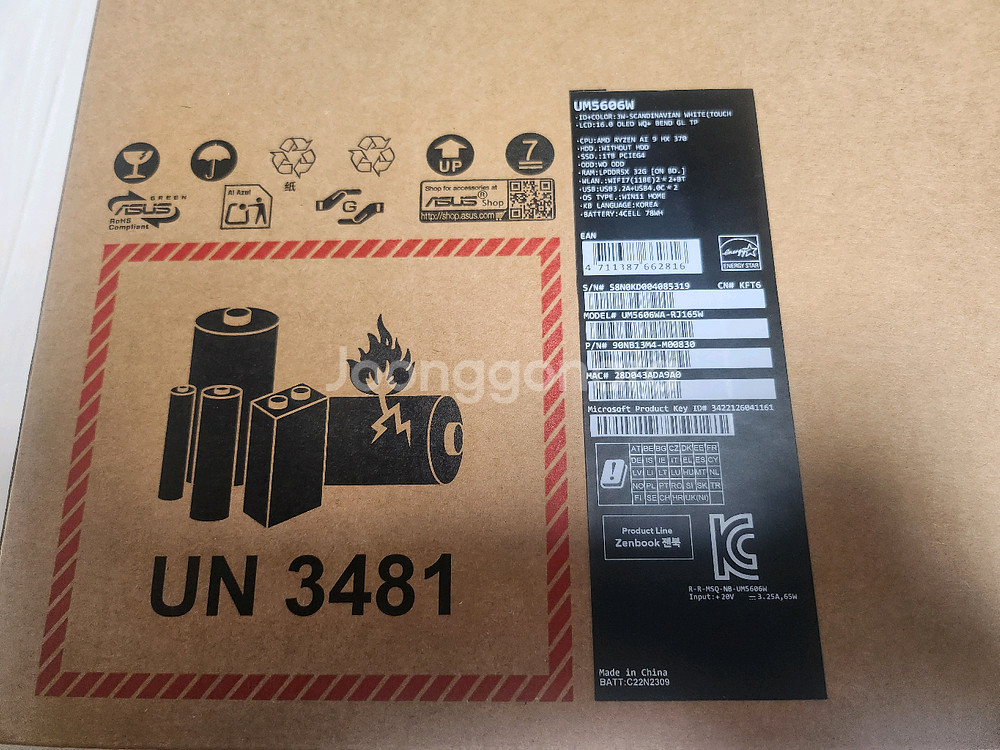 UP
7
纸
GREEN
ASUS
RoHS
Compliant
Al Azul
G
Shop for accessories at
ASUS® Shop
http://shop.asus.com
UN 3481
Joonggon
UM5606W
·ID+COLOR:3W-SCANDINAVIAN WHITE(TOUCH
·LCD:16.0 OLED WQ+ BEND GL TP
·CPU:AMD RYZEN AI 9 HX 370
·HDD.:WITHOUT HDD
·SSD.:1TB PCIEG4
·ODD:WO ODD
·RAM:LPDDR5X 32G [ON BD.]
·WLAN.:WIFI7(11BE)2*2+BT
·USB:USB3.2A+USB4.0C*2
·OS TYPE.:WIN11 HOME
·KB LANGUAGE:KOREA
·BATTERY:4CELL 78WH
EAN
4 711387 662816
energy
ENERGY STAR
S/N# S8N0KD004085319 CN# KFT6
MODEL# UM5606WA-RJ165W
P/N# 90NB13M4-M00830
MAC# 28D043ADA9A0
Microsoft Product Key ID# 3422126041161
AT BE BG CZ DK EE FR
DE IS IE IT EL ES CY
LV LI LT LU HU MT NL
NO PL PT RO SI SK TR
FI SE CH HR UK(NI)
Product Line
Zenbook 젠북
R-R-MSQ-NB-UM5606W
Input:+20V ⎓3.25A,65W
Made in China
BATT:C22N2309